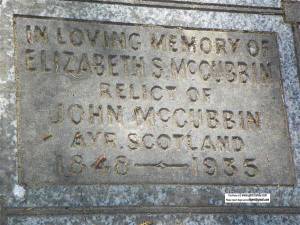 IN LOVING MEMORY OF
ELIZABETH S. McCUBBIN
RELICT OF
JOHN McCUBBIN
AYR. SCOTLAND
1848 — 1935